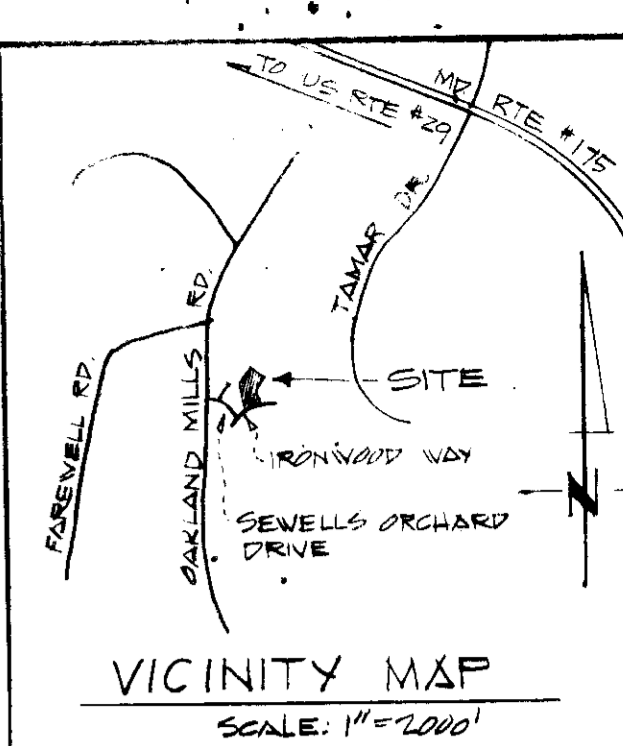 TO US RTE #29
MD. RTE #175
TAMAR DR.
OAKLAND MILLS RD.
FAREWELL RD.
SITE
IRONWOOD WAY
SEWELLS ORCHARD
DRIVE
N
VICINITY MAP
SCALE: 1"=2000'